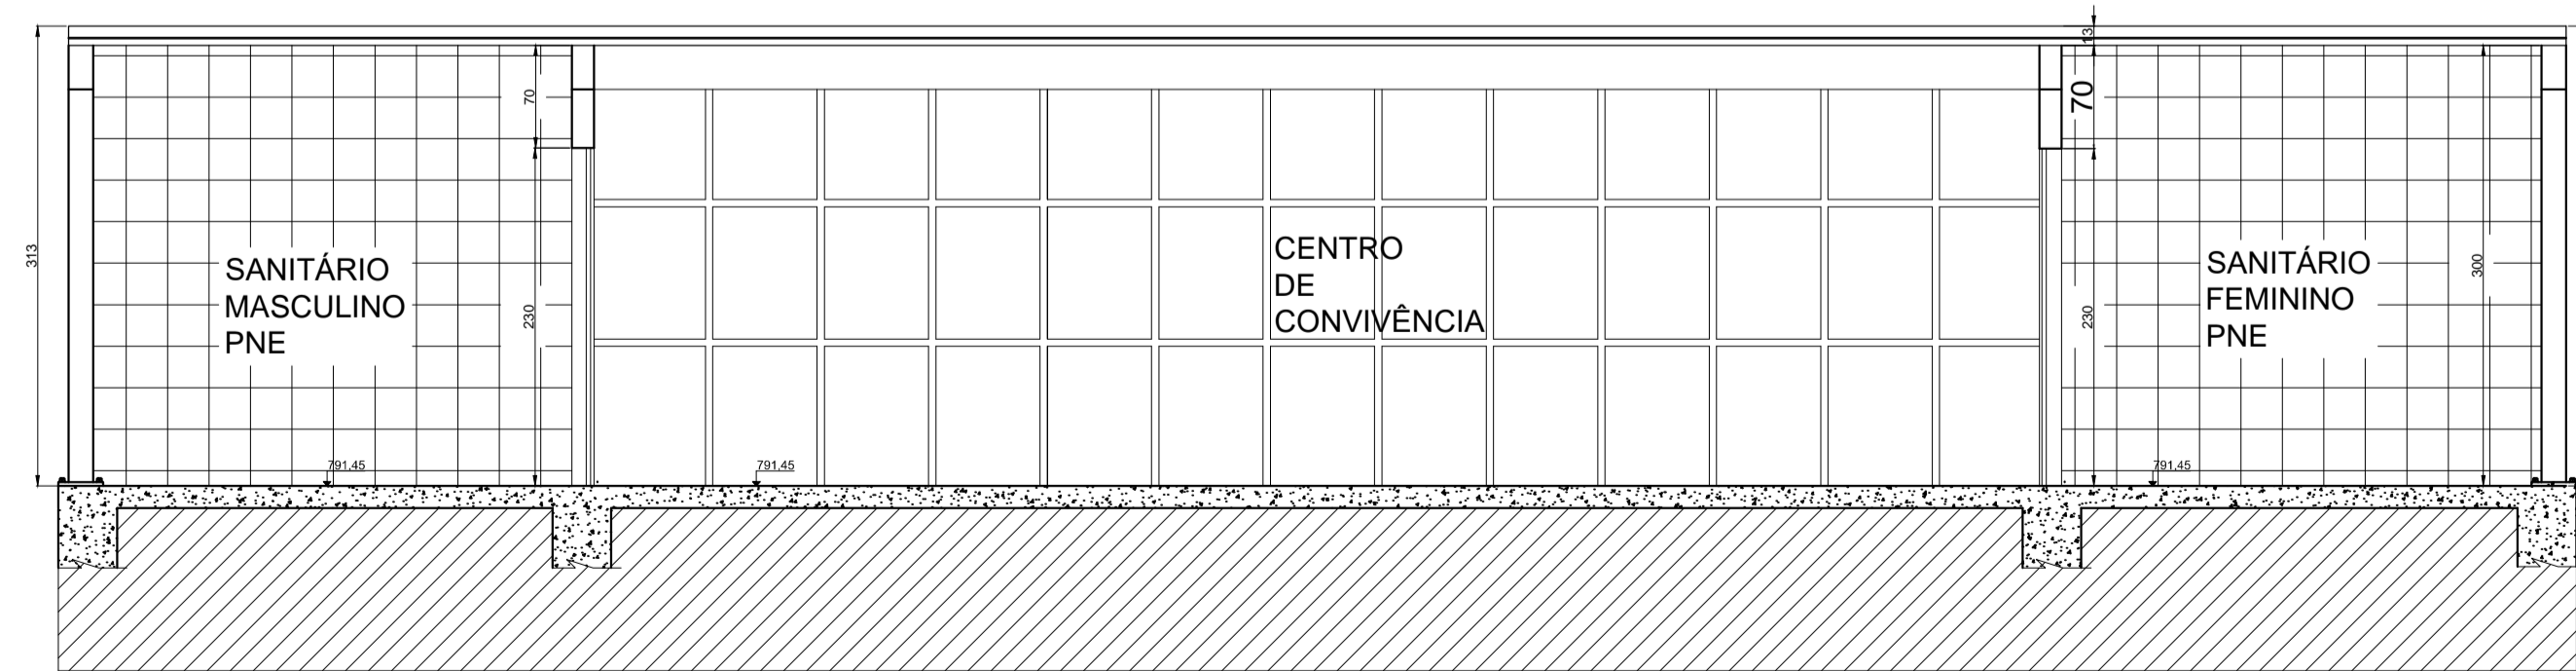 13
70
70
313
SANITÁRIO
MASCULINO
PNE
230
CENTRO
DE
CONVIVÊNCIA
230
SANITÁRIO
FEMININO
PNE
300
791,45
791,45
791,45